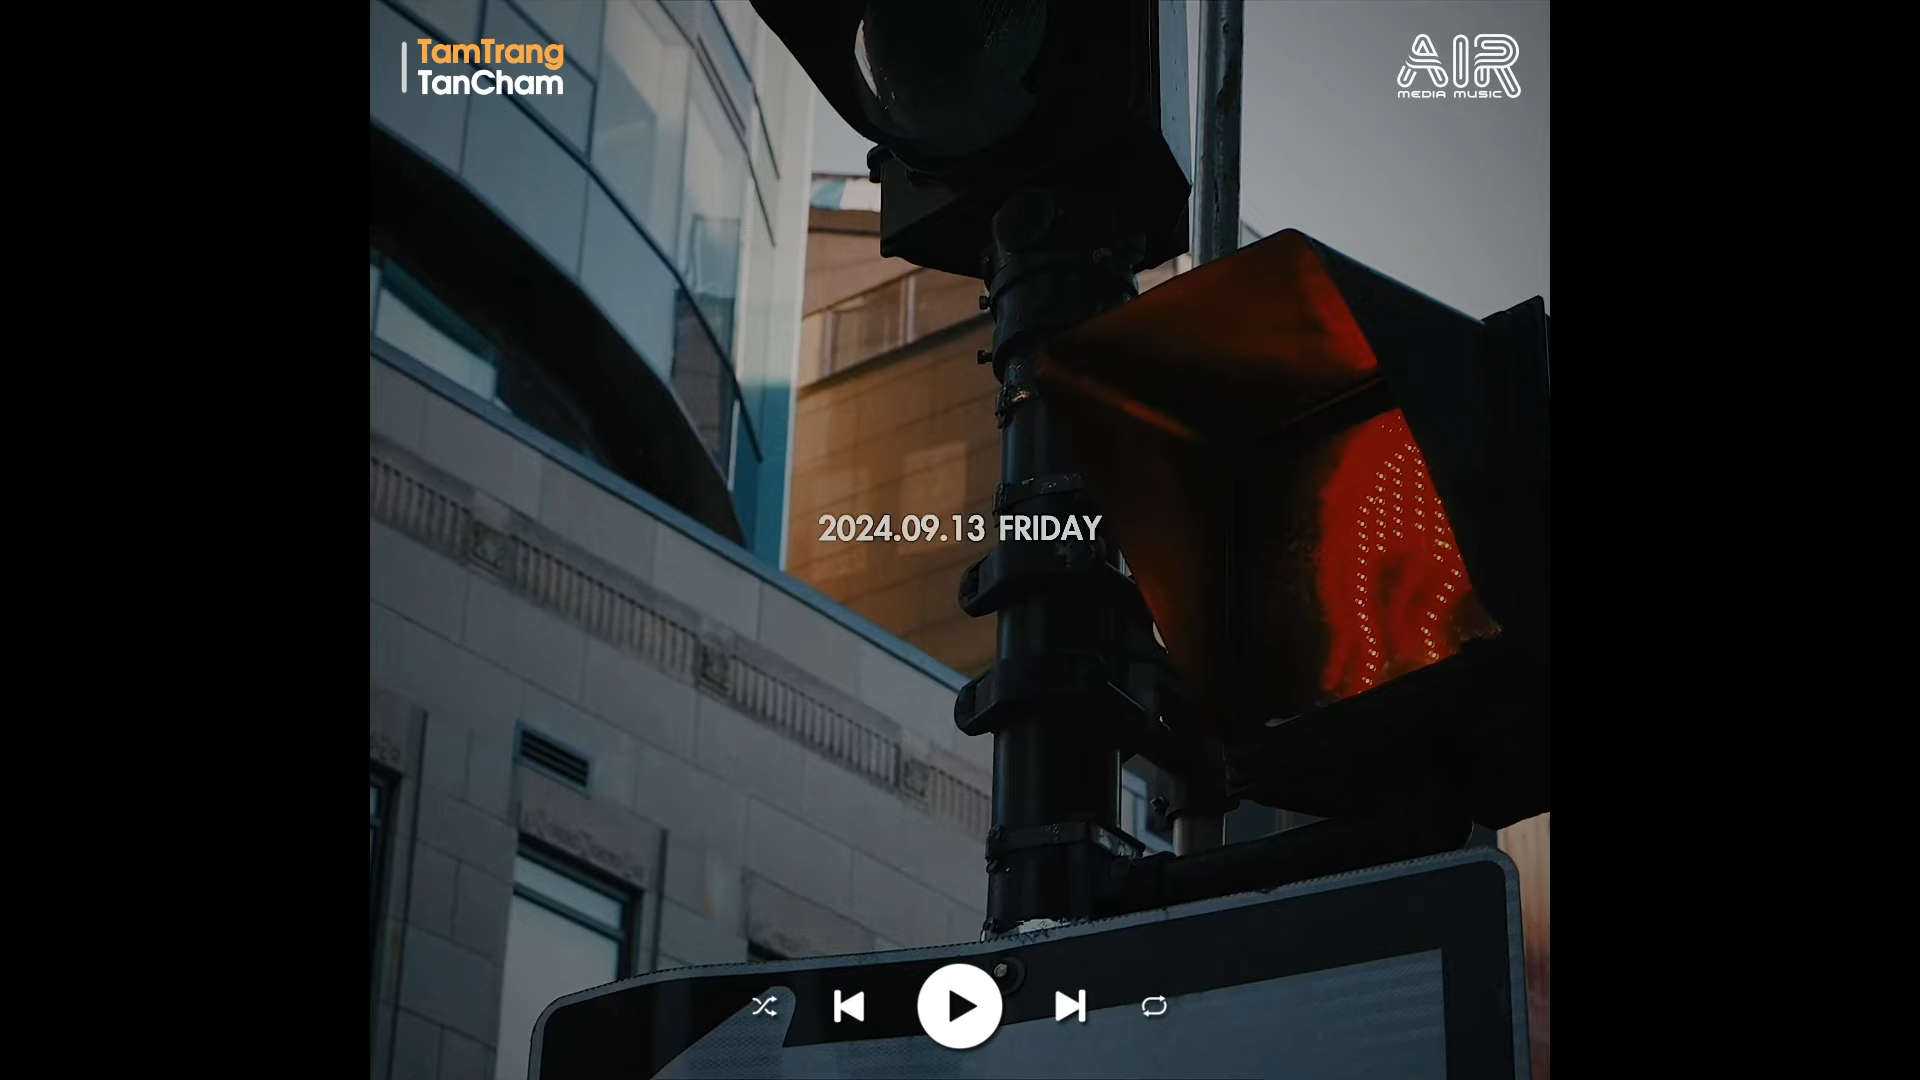 TamTrang
TanCham
AIR
MEDIA MUSIC
2024.09.13 FRIDAY